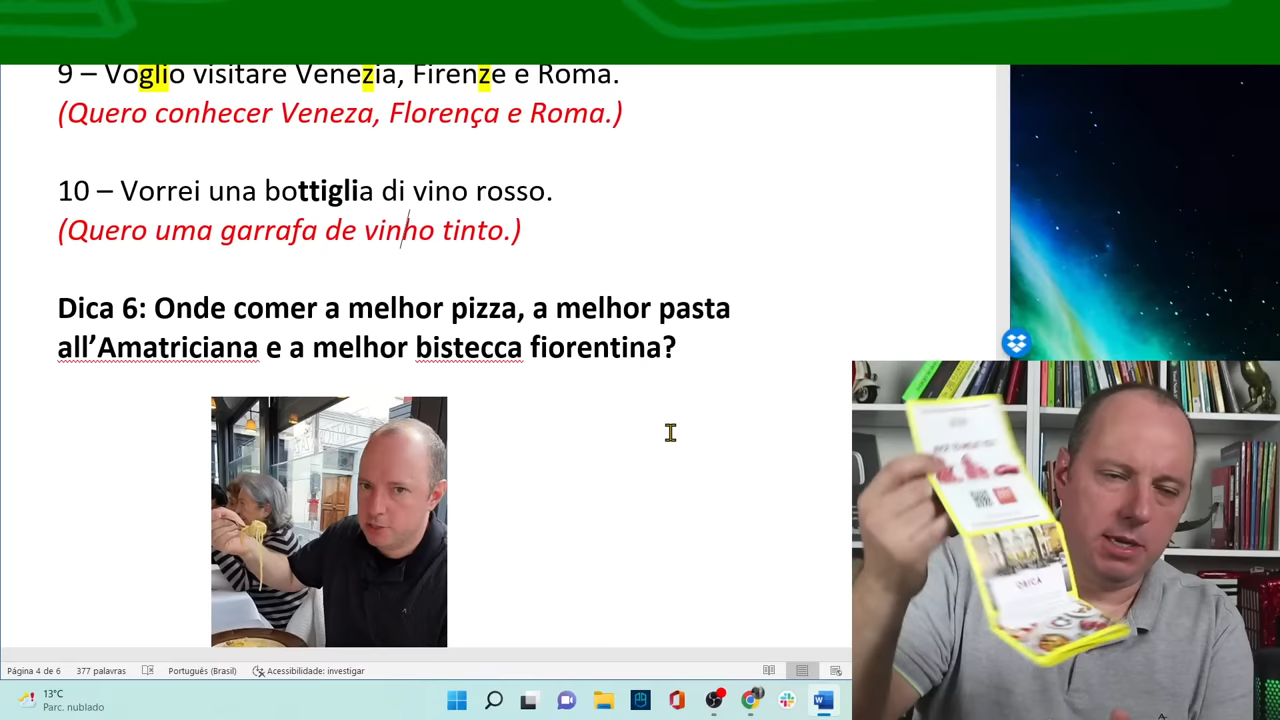 9 – Voglio visitare Venezia, Firenze e Roma.
(Quero conhecer Veneza, Florença e Roma.)
10 – Vorrei una bottiglia di vino rosso.
(Quero uma garrafa de vinho tinto.)
Dica 6: Onde comer a melhor pizza, a melhor pasta
all’Amatriciana e a melhor bistecca fiorentina?
Página 4 de 6 377 palavras Português (Brasil) Acessibilidade: investigar
13°C
Parc. nublado